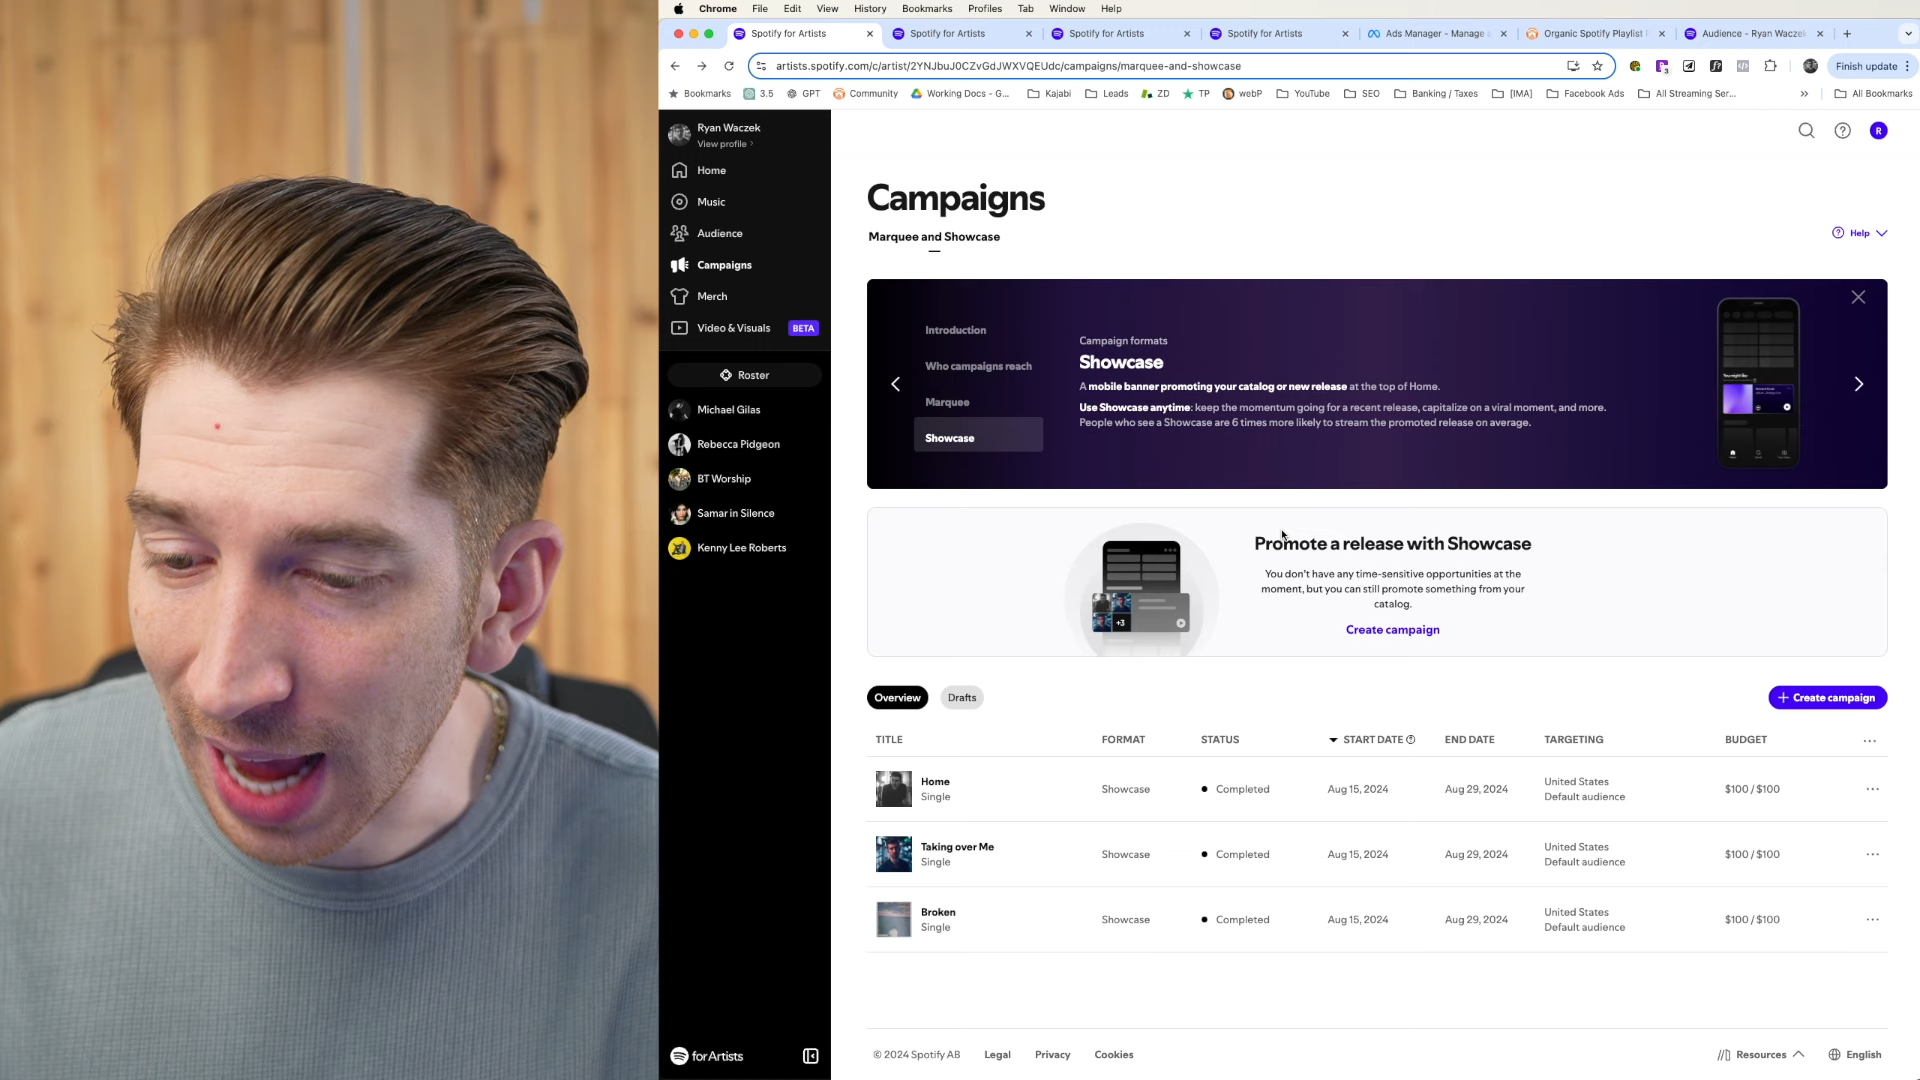 Chrome File Edit View History Bookmarks Profiles Tab Window Help
Spotify for Artists Spotify for Artists Spotify for Artists Spotify for Artists Ads Manager - Manage Organic Spotify Playlist Audience - Ryan Waczek
artists.spotify.com/c/artist/2YNJbuJ0CZvGdJWXVQEUdc/campaigns/marquee-and-showcase Finish update
Bookmarks 3.5 GPT Community Working Docs - G... Kajabi Leads ZD TP webP YouTube SEO Banking / Taxes [IMA] Facebook Ads All Streaming Ser... » All Bookmarks
Ryan Waczek
View profile
Home
Music
Audience
Campaigns
Merch
Video & Visuals BETA
Roster
Michael Gilas
Rebecca Pidgeon
BT Worship
Samar in Silence
Kenny Lee Roberts
for Artists
R
Campaigns
Marquee and Showcase
Help
Introduction
Who campaigns reach
Marquee
Showcase
Campaign formats
Showcase
A mobile banner promoting your catalog or new release at the top of Home.
Use Showcase anytime: keep the momentum going for a recent release, capitalize on a viral moment, and more.
People who see a Showcase are 6 times more likely to stream the promoted release on average.
+3
Promote a release with Showcase
You don't have any time-sensitive opportunities at the
moment, but you can still promote something from your
catalog.
Create campaign
Overview Drafts
+ Create campaign
TITLE FORMAT STATUS START DATE END DATE TARGETING BUDGET ...
Home
Single
Showcase Completed Aug 15, 2024 Aug 29, 2024
United States
Default audience
$100 / $100 ...
Taking over Me
Single
Showcase Completed Aug 15, 2024 Aug 29, 2024
United States
Default audience
$100 / $100 ...
Broken
Single
Showcase Completed Aug 15, 2024 Aug 29, 2024
United States
Default audience
$100 / $100 ...
© 2024 Spotify AB Legal Privacy Cookies Resources English